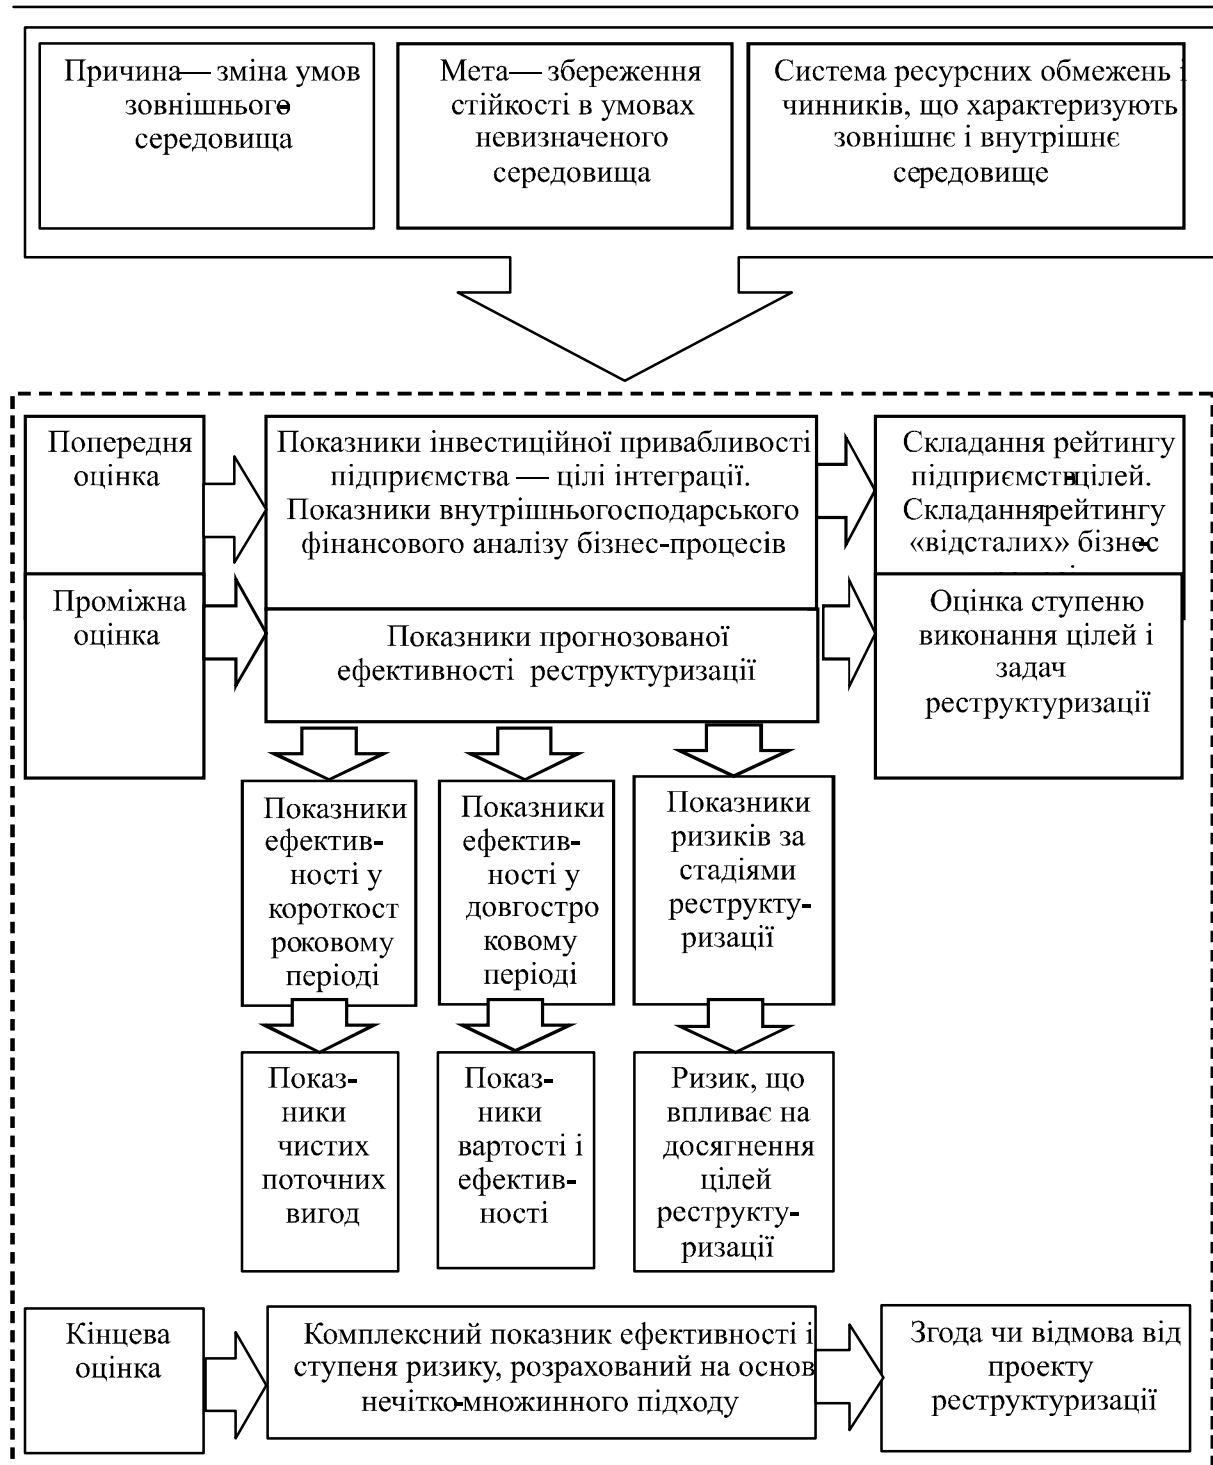 Причина— зміна умов
зовнішнього
середовища
Мета— збереження
стійкості в умовах
невизначеного
середовища
Система ресурсних обмежень і
чинників, що характеризують
зовнішнє і внутрішнє
середовище
Попередня
оцінка
Показники інвестиційної привабливості
підприємства — цілі інтеграції.
Показники внутрішньогосподарського
фінансового аналізу бізнес-процесів
Складання рейтингу
підприємств-цілей.
Складання рейтингу
«відсталих» бізнес-
Проміжна
оцінка
Показники прогнозованої
ефективності реструктуризації
Оцінка ступеню
виконання цілей і
задач
реструктуризації
Показники
ефектив-
ності у
короткост
роковому
періоді
Показники
ефектив-
ності у
довгостро
ковому
періоді
Показники
ризиків за
стадіями
реструкту-
ризації
Показ-
ники
чистих
поточних
вигод
Показ-
ники
вартості і
ефектив-
ності
Ризик, що
впливає на
досягнення
цілей
реструкту-
ризації
Кінцева
оцінка
Комплексний показник ефективності і
ступеня ризику, розрахований на основ
нечітко-множинного підходу
Згода чи відмова від
проекту
реструктуризації